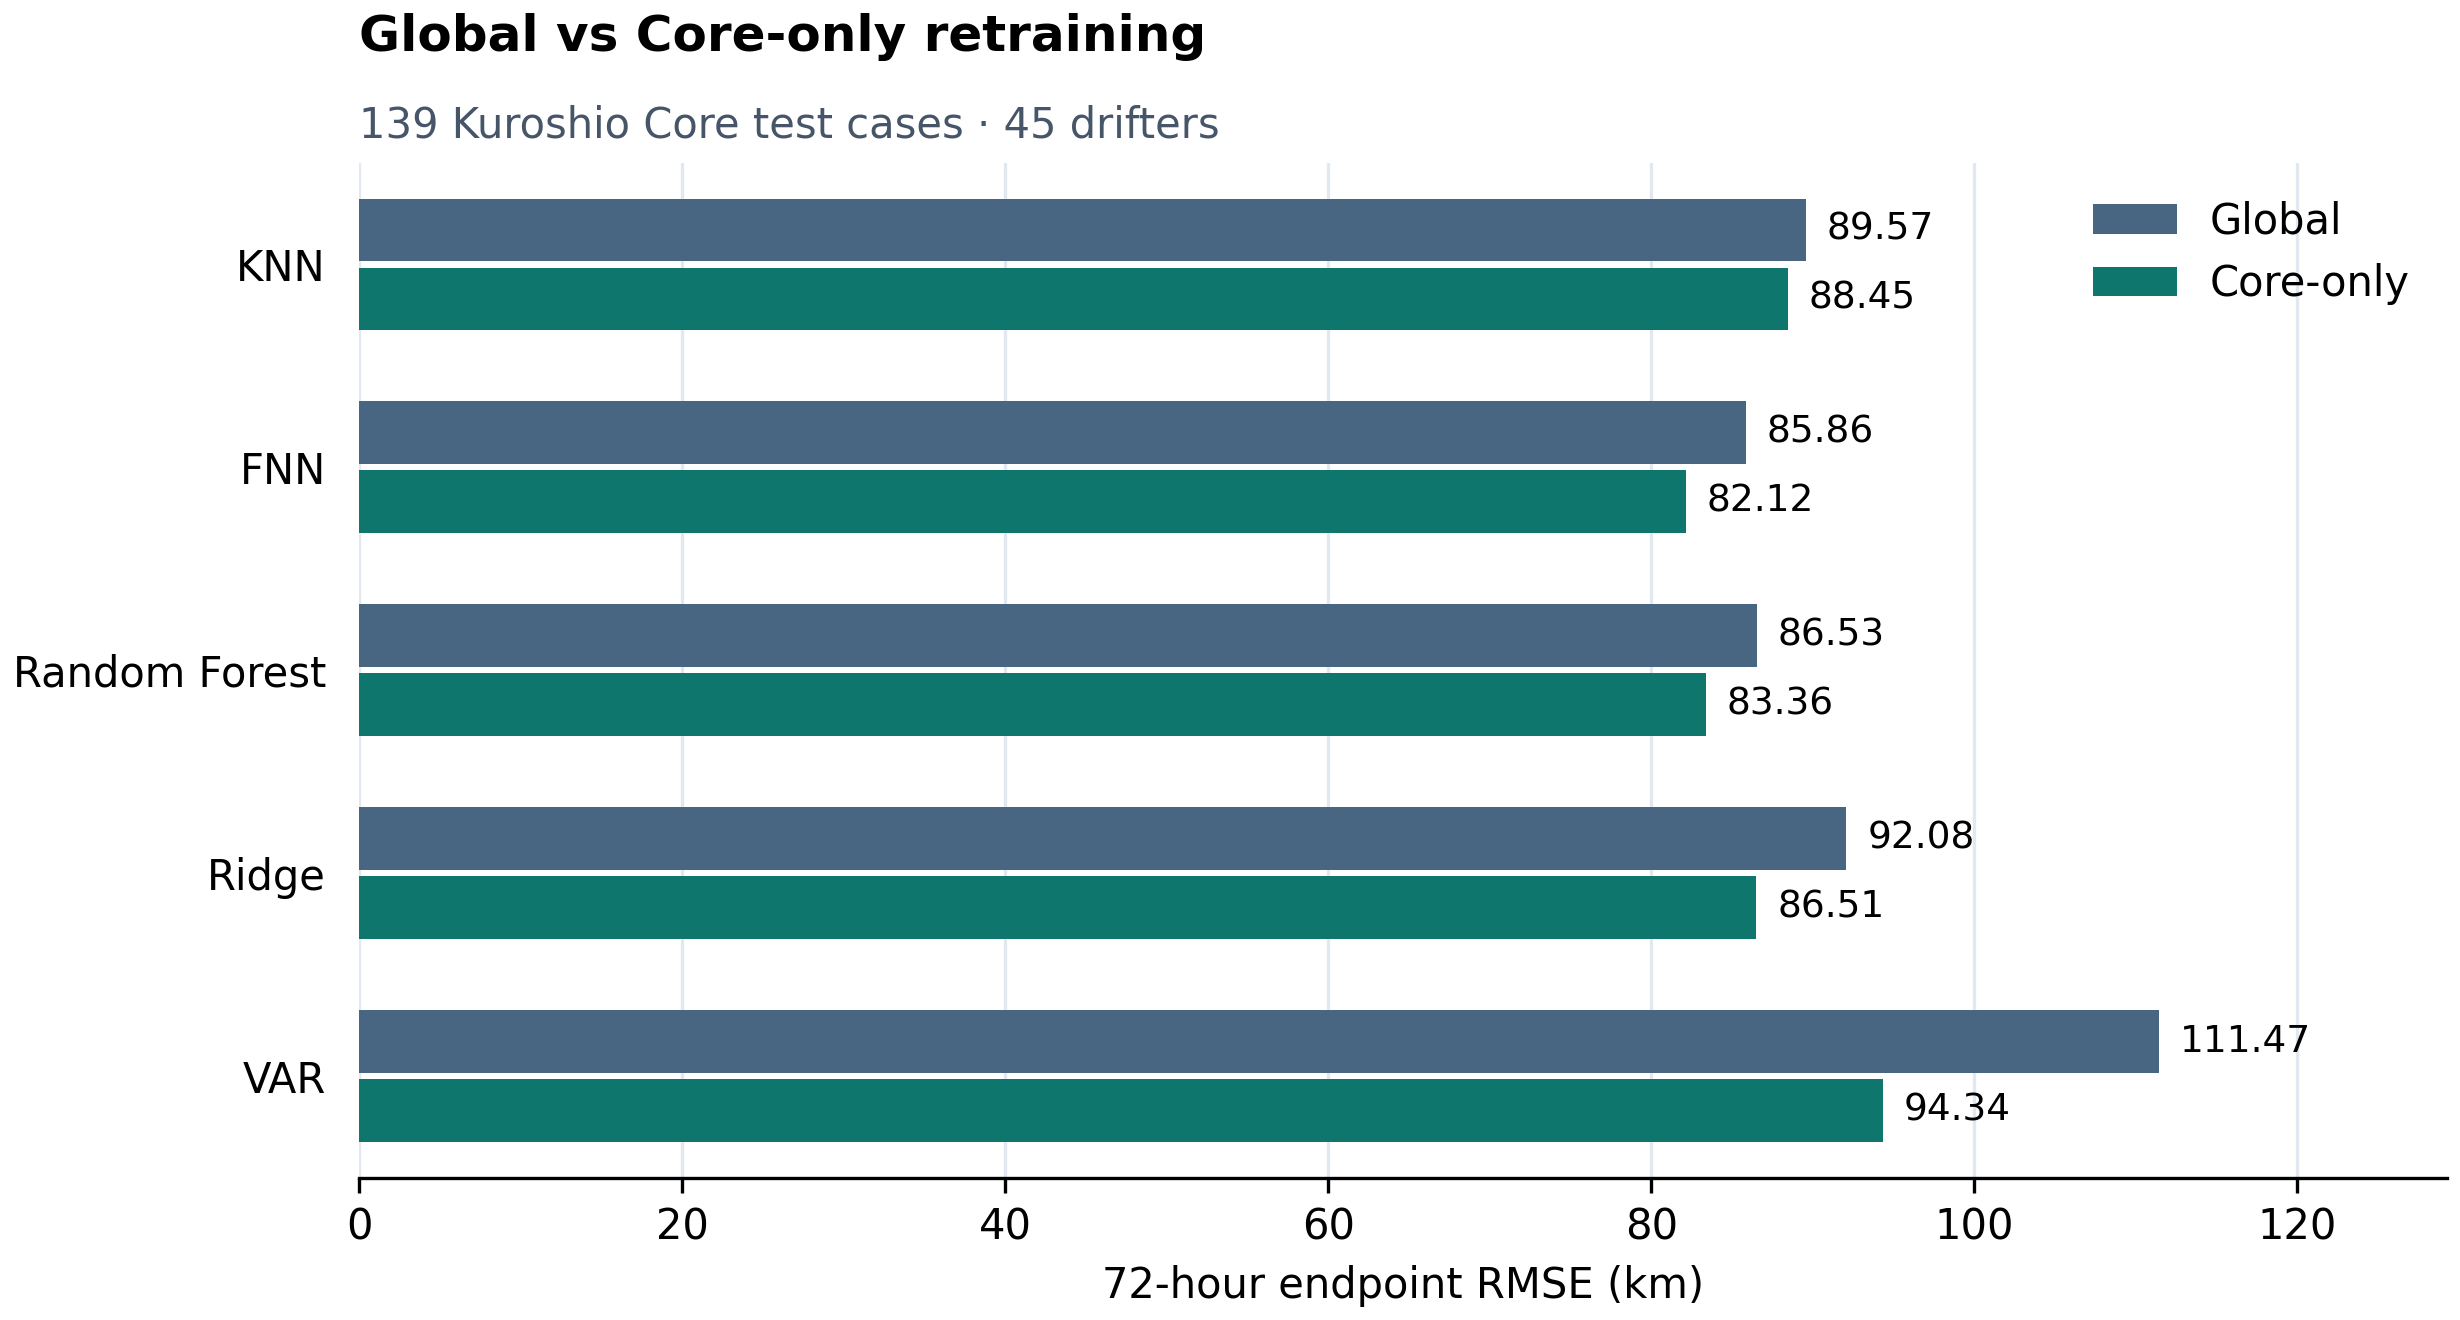 Global vs Core-only retraining
139 Kuroshio Core test cases · 45 drifters
Global
Core-only
KNN
89.57
88.45
FNN
85.86
82.12
Random Forest
86.53
83.36
Ridge
92.08
86.51
VAR
111.47
94.34
0 20 40 60 80 100 120
72-hour endpoint RMSE (km)